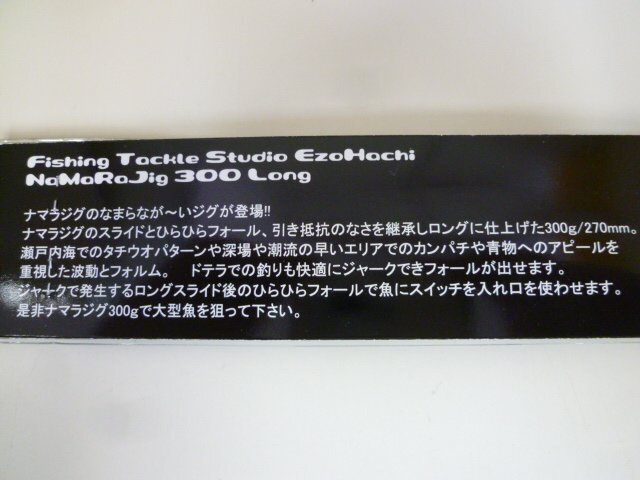 Fishing Tackle Studio EzoHachi
NaMaRaJig 300 Long
ナマラジグのなまらなが～いジグが登場!!
ナマラジグのスライドとひらひらフォール、引き抵抗のなさを継承しロングに仕上げた300g/270mm。
瀬戸内海でのタチウオパターンや深場や潮流の早いエリアでのカンパチや青物へのアピールを
重視した波動とフォルム。 ドテラでの釣りも快適にジャークできフォールが出せます。
ジャークで発生するロングスライド後のひらひらフォールで魚にスイッチを入れ口を使わせます。
是非ナマラジグ300gで大型魚を狙って下さい。